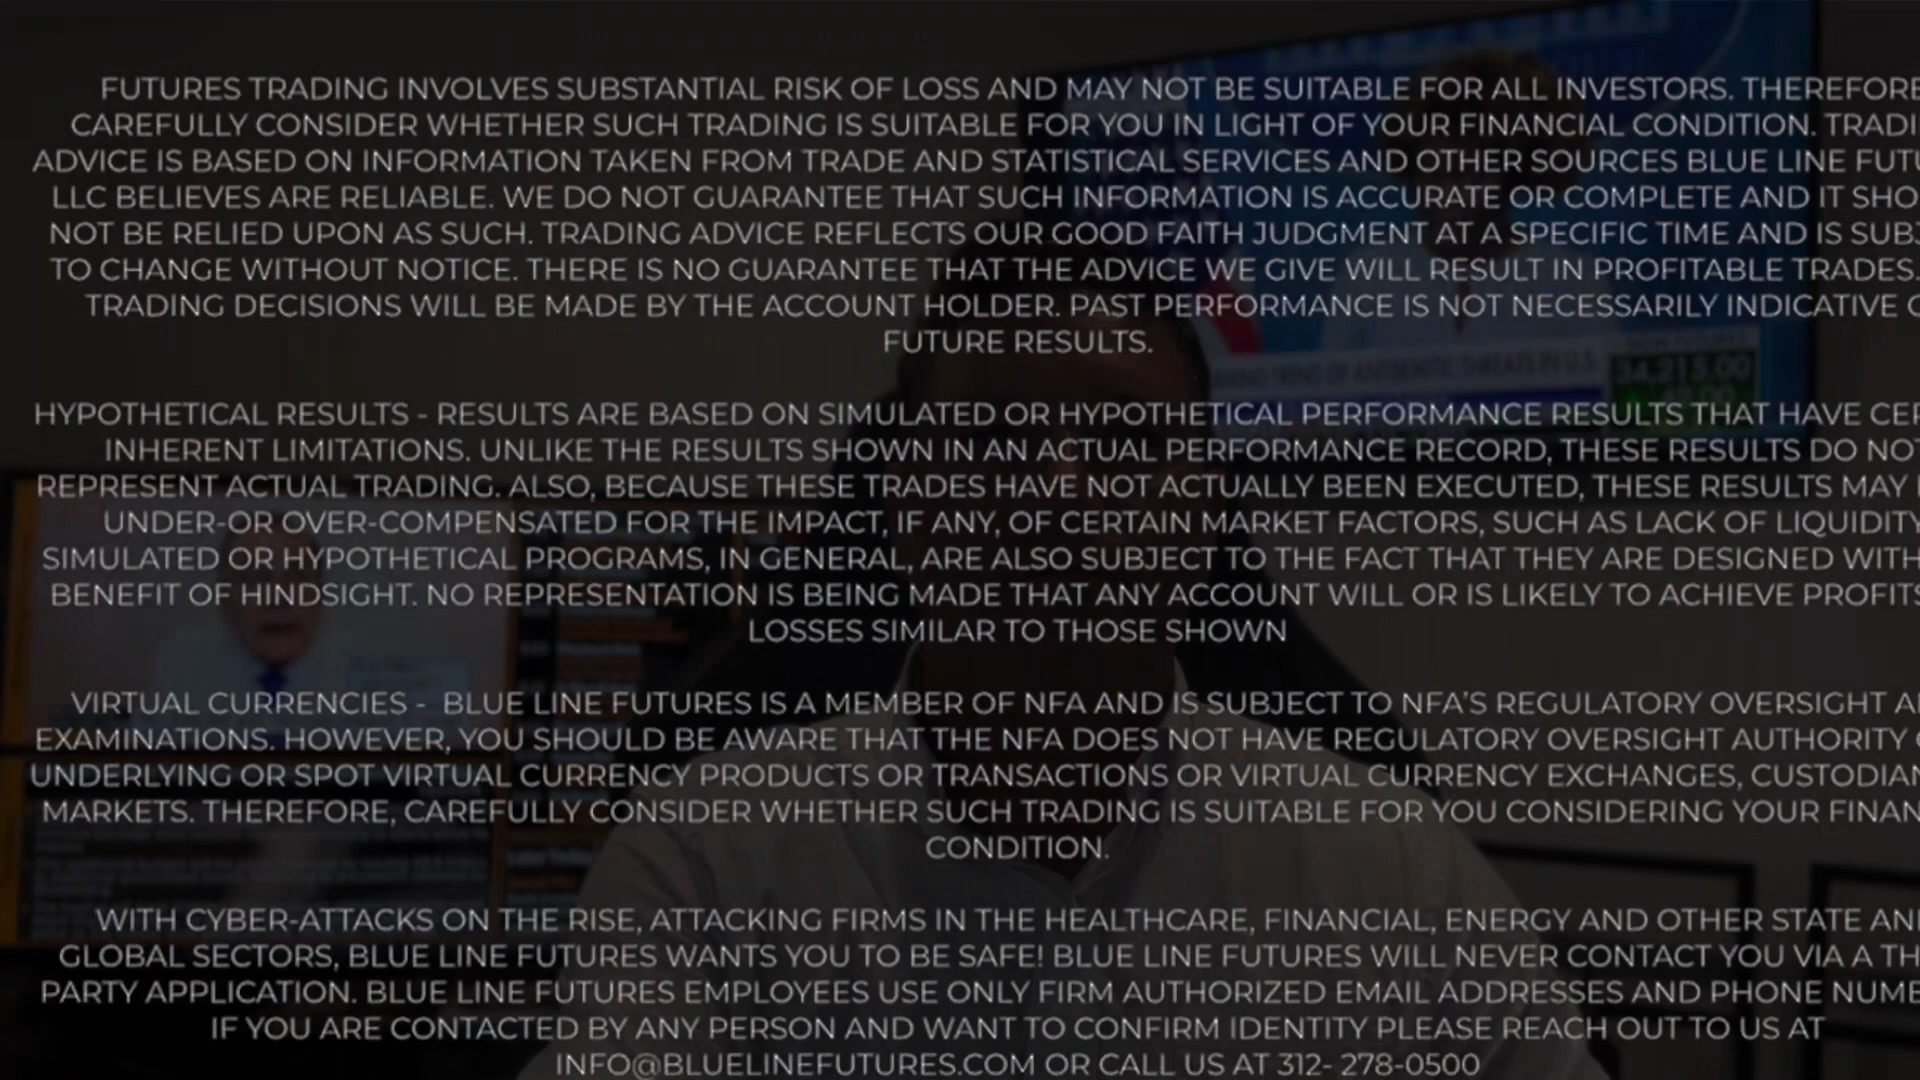 FUTURES TRADING INVOLVES SUBSTANTIAL RISK OF LOSS AND MAY NOT BE SUITABLE FOR ALL INVESTORS. THEREFORE
CAREFULLY CONSIDER WHETHER SUCH TRADING IS SUITABLE FOR YOU IN LIGHT OF YOUR FINANCIAL CONDITION. TRADI
ADVICE IS BASED ON INFORMATION TAKEN FROM TRADE AND STATISTICAL SERVICES AND OTHER SOURCES BLUE LINE FUTU
LLC BELIEVES ARE RELIABLE. WE DO NOT GUARANTEE THAT SUCH INFORMATION IS ACCURATE OR COMPLETE AND IT SHO
NOT BE RELIED UPON AS SUCH. TRADING ADVICE REFLECTS OUR GOOD FAITH JUDGMENT AT A SPECIFIC TIME AND IS SUBJ
TO CHANGE WITHOUT NOTICE. THERE IS NO GUARANTEE THAT THE ADVICE WE GIVE WILL RESULT IN PROFITABLE TRADES.
TRADING DECISIONS WILL BE MADE BY THE ACCOUNT HOLDER. PAST PERFORMANCE IS NOT NECESSARILY INDICATIVE
FUTURE RESULTS.
HYPOTHETICAL RESULTS - RESULTS ARE BASED ON SIMULATED OR HYPOTHETICAL PERFORMANCE RESULTS THAT HAVE CER
INHERENT LIMITATIONS. UNLIKE THE RESULTS SHOWN IN AN ACTUAL PERFORMANCE RECORD, THESE RESULTS DO NOT
REPRESENT ACTUAL TRADING. ALSO, BECAUSE THESE TRADES HAVE NOT ACTUALLY BEEN EXECUTED, THESE RESULTS MAY
UNDER-OR OVER-COMPENSATED FOR THE IMPACT, IF ANY, OF CERTAIN MARKET FACTORS, SUCH AS LACK OF LIQUIDITY
SIMULATED OR HYPOTHETICAL PROGRAMS, IN GENERAL, ARE ALSO SUBJECT TO THE FACT THAT THEY ARE DESIGNED WITH
BENEFIT OF HINDSIGHT. NO REPRESENTATION IS BEING MADE THAT ANY ACCOUNT WILL OR IS LIKELY TO ACHIEVE PROFITS
LOSSES SIMILAR TO THOSE SHOWN
VIRTUAL CURRENCIES - BLUE LINE FUTURES IS A MEMBER OF NFA AND IS SUBJECT TO NFA’S REGULATORY OVERSIGHT A
EXAMINATIONS. HOWEVER, YOU SHOULD BE AWARE THAT THE NFA DOES NOT HAVE REGULATORY OVERSIGHT AUTHORITY
UNDERLYING OR SPOT VIRTUAL CURRENCY PRODUCTS OR TRANSACTIONS OR VIRTUAL CURRENCY EXCHANGES, CUSTODIAN
MARKETS. THEREFORE, CAREFULLY CONSIDER WHETHER SUCH TRADING IS SUITABLE FOR YOU CONSIDERING YOUR FINAN
CONDITION.
WITH CYBER-ATTACKS ON THE RISE, ATTACKING FIRMS IN THE HEALTHCARE, FINANCIAL, ENERGY AND OTHER STATE AN
GLOBAL SECTORS, BLUE LINE FUTURES WANTS YOU TO BE SAFE! BLUE LINE FUTURES WILL NEVER CONTACT YOU VIA A TH
PARTY APPLICATION. BLUE LINE FUTURES EMPLOYEES USE ONLY FIRM AUTHORIZED EMAIL ADDRESSES AND PHONE NUMB
IF YOU ARE CONTACTED BY ANY PERSON AND WANT TO CONFIRM IDENTITY PLEASE REACH OUT TO US AT
INFO@BLUELINEFUTURES.COM OR CALL US AT 312- 278-0500